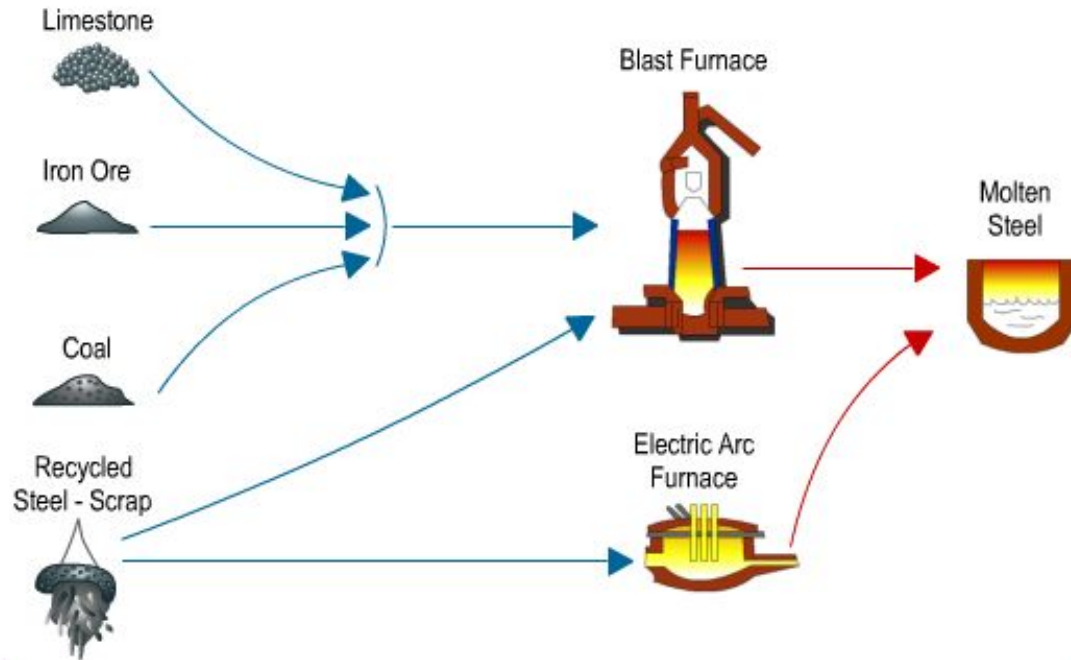 Limestone
Blast Furnace
Iron Ore
Molten
Steel
Coal
Recycled
Steel - Scrap
Electric Arc
Furnace